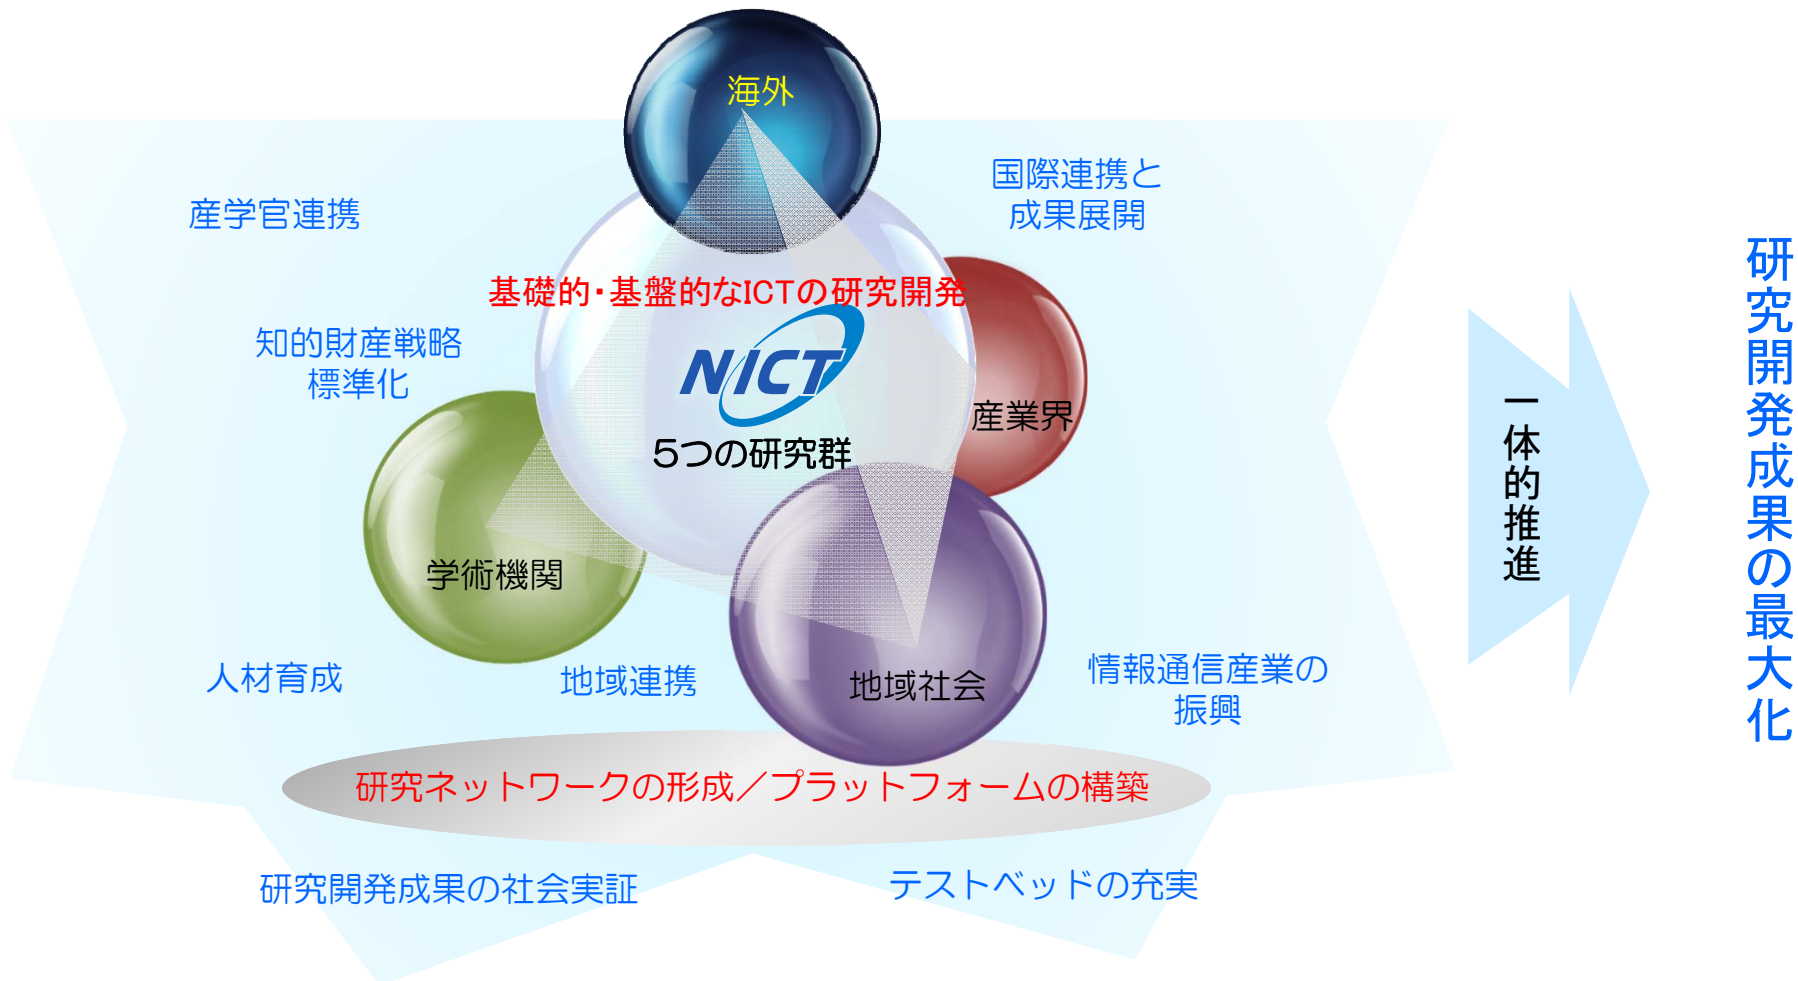 海外
国際連携と
成果展開
産学官連携
基礎的・基盤的なICTの研究開発
知的財産戦略
標準化
NICT
産業界
5つの研究群
学術機関
人材育成
地域連携
地域社会
情報通信産業の
振興
研究ネットワークの形成／プラットフォームの構築
研究開発成果の社会実証
テストベッドの充実
一体的推進
研究開発成果の最大化